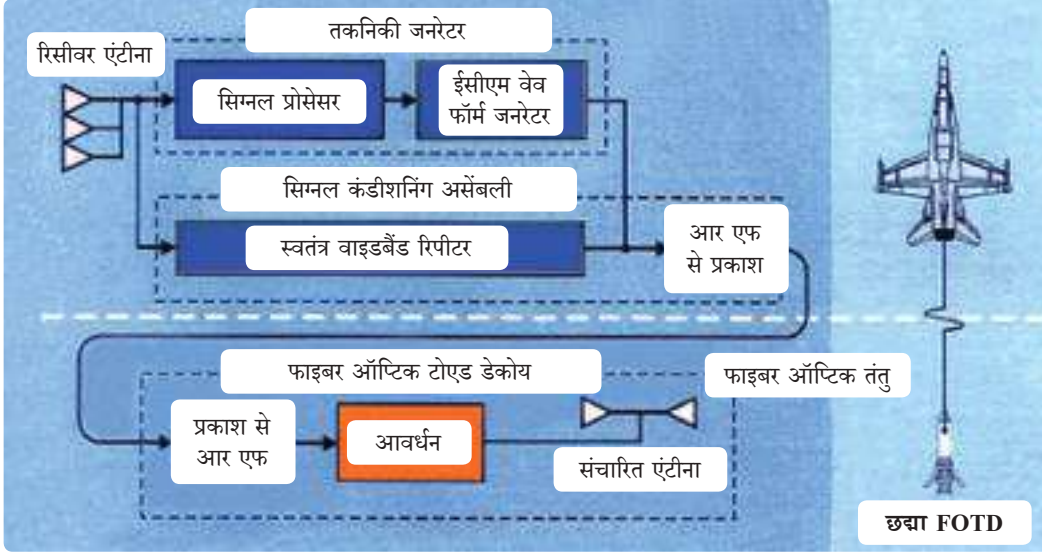 तकनिकी जनरेटर
रिसीवर एंटीना
सिग्नल प्रोसेसर
ईसीएम वेव
फॉर्म जनरेटर
सिग्नल कंडीशनिंग असेंबली
स्वतंत्र वाइडबैंड रिपीटर
आर एफ
से प्रकाश
फाइबर ऑप्टिक टोएड डेकोय
फाइबर ऑप्टिक तंतु
प्रकाश से
आर एफ
आवर्धन
संचारित एंटीना
छद्मा FOTD